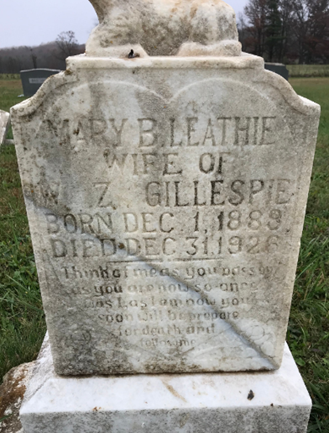 MARY B. LEATHIE
WIFE OF
W. Z. GILLESPIE
BORN DEC. 1, 1889
DIED DEC. 31, 1926
Think of me as you pass by
as you are now so once
was I as I am now you
soon will be prepare
for death and
follow me